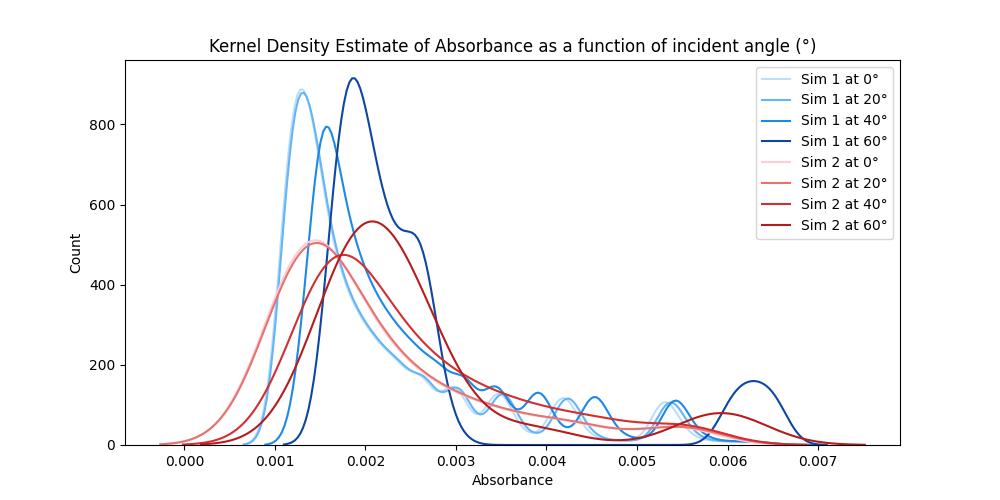 Kernel Density Estimate of Absorbance as a function of incident angle (°)
Sim 1 at 0°
Sim 1 at 20°
Sim 1 at 40°
Sim 1 at 60°
Sim 2 at 0°
Sim 2 at 20°
Sim 2 at 40°
Sim 2 at 60°
Count
800
600
400
200
0
0.000 0.001 0.002 0.003 0.004 0.005 0.006 0.007
Absorbance